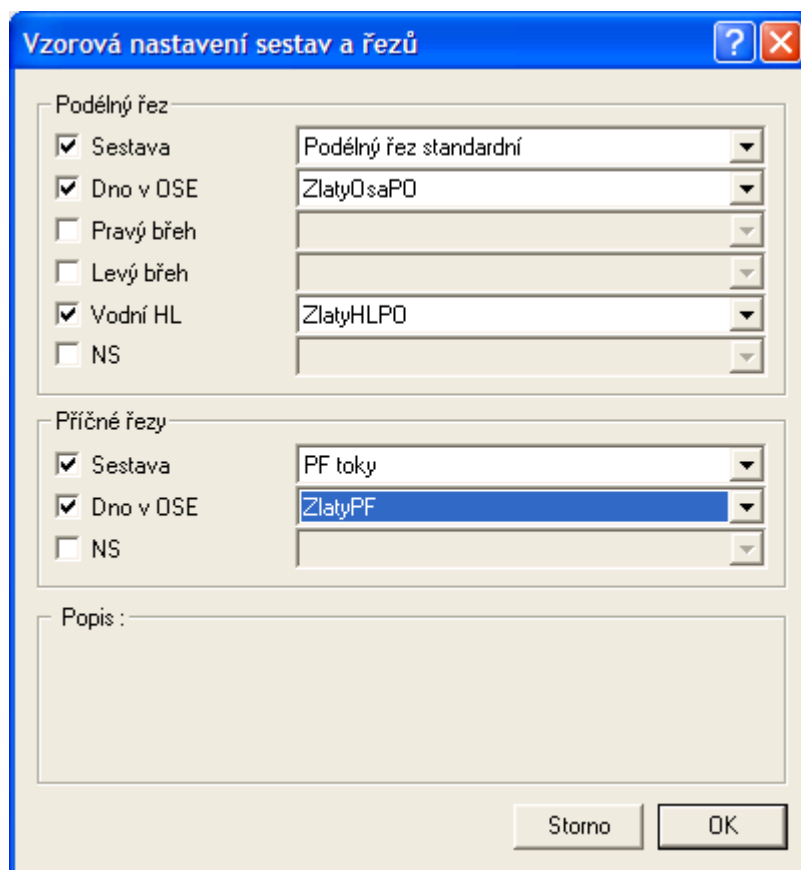 Vzorová nastavení sestav a řezů
Podélný řez
Sestava Podélný řez standardní
Dno v OSE ZlatyOsaPO
Pravý břeh
Levý břeh
Vodní HL ZlatyHLPO
NS
Příčné řezy
Sestava PF toky
Dno v OSE ZlatyPF
NS
Popis :
Storno OK